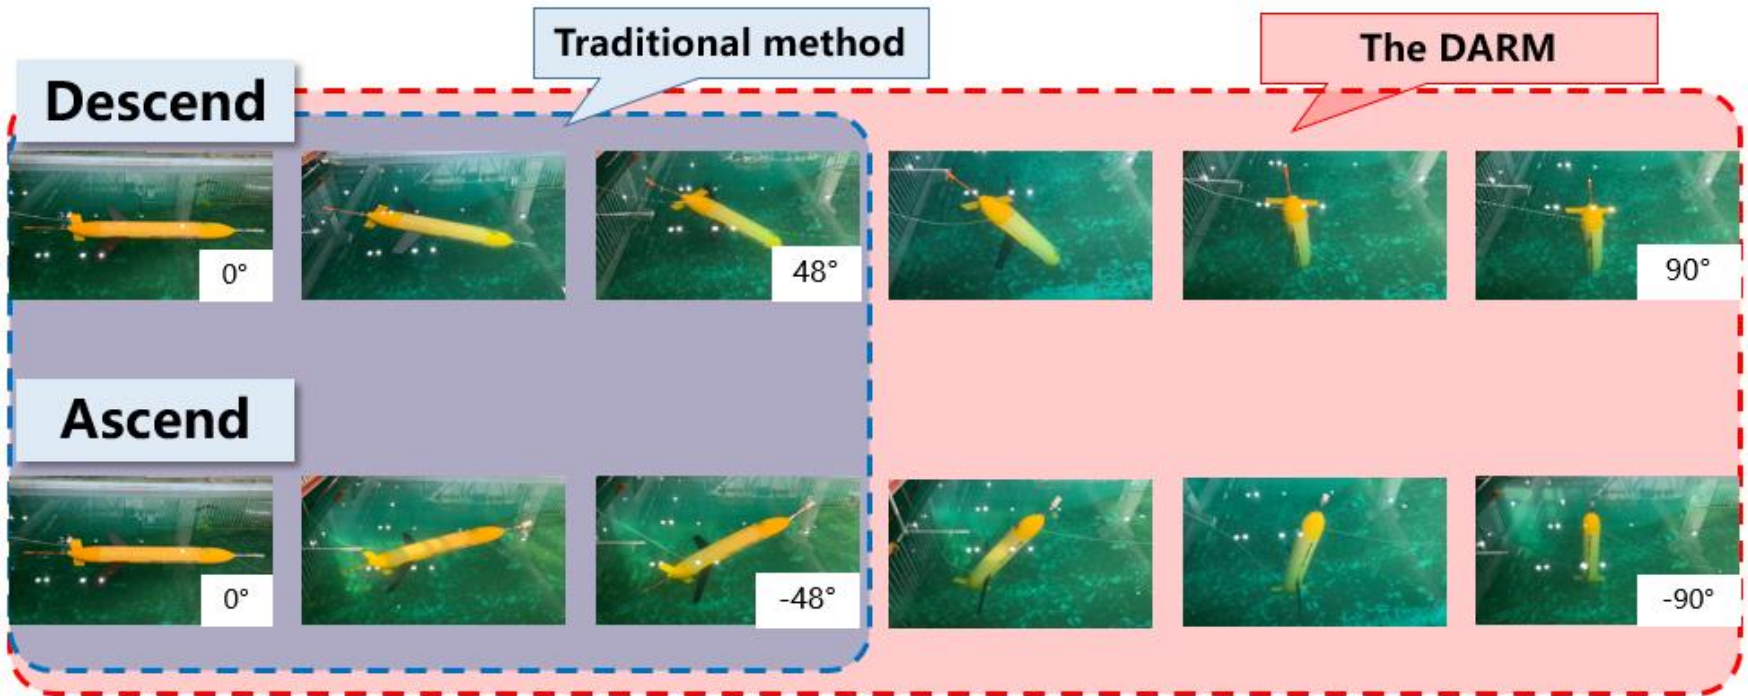 Traditional method
The DARM
Descend
0°
48°
90°
Ascend
0°
-48°
-90°